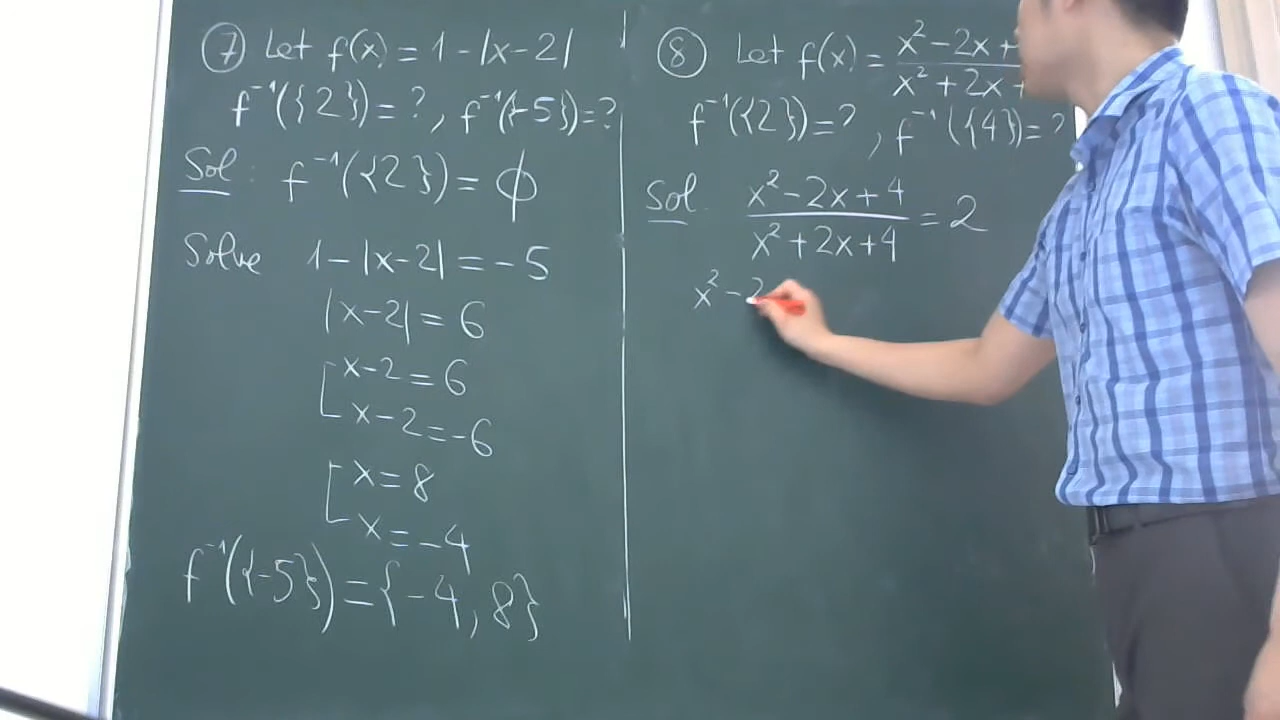 ⑦ Let f(x) = 1 - |x - 2|
f⁻¹({2}) = ?, f⁻¹({-5}) = ?
Sol: f⁻¹({2}) = ϕ
Solve 1 - |x - 2| = -5
|x - 2| = 6
[ x - 2 = 6
x - 2 = -6
[ x = 8
x = -4
f⁻¹({-5}) = {-4, 8}
⑧ Let f(x) = x² - 2x + / x² + 2x +
f⁻¹({2}) = ?, f⁻¹({4}) = ?
Sol. x² - 2x + 4 / x² + 2x + 4 = 2
x² - 2